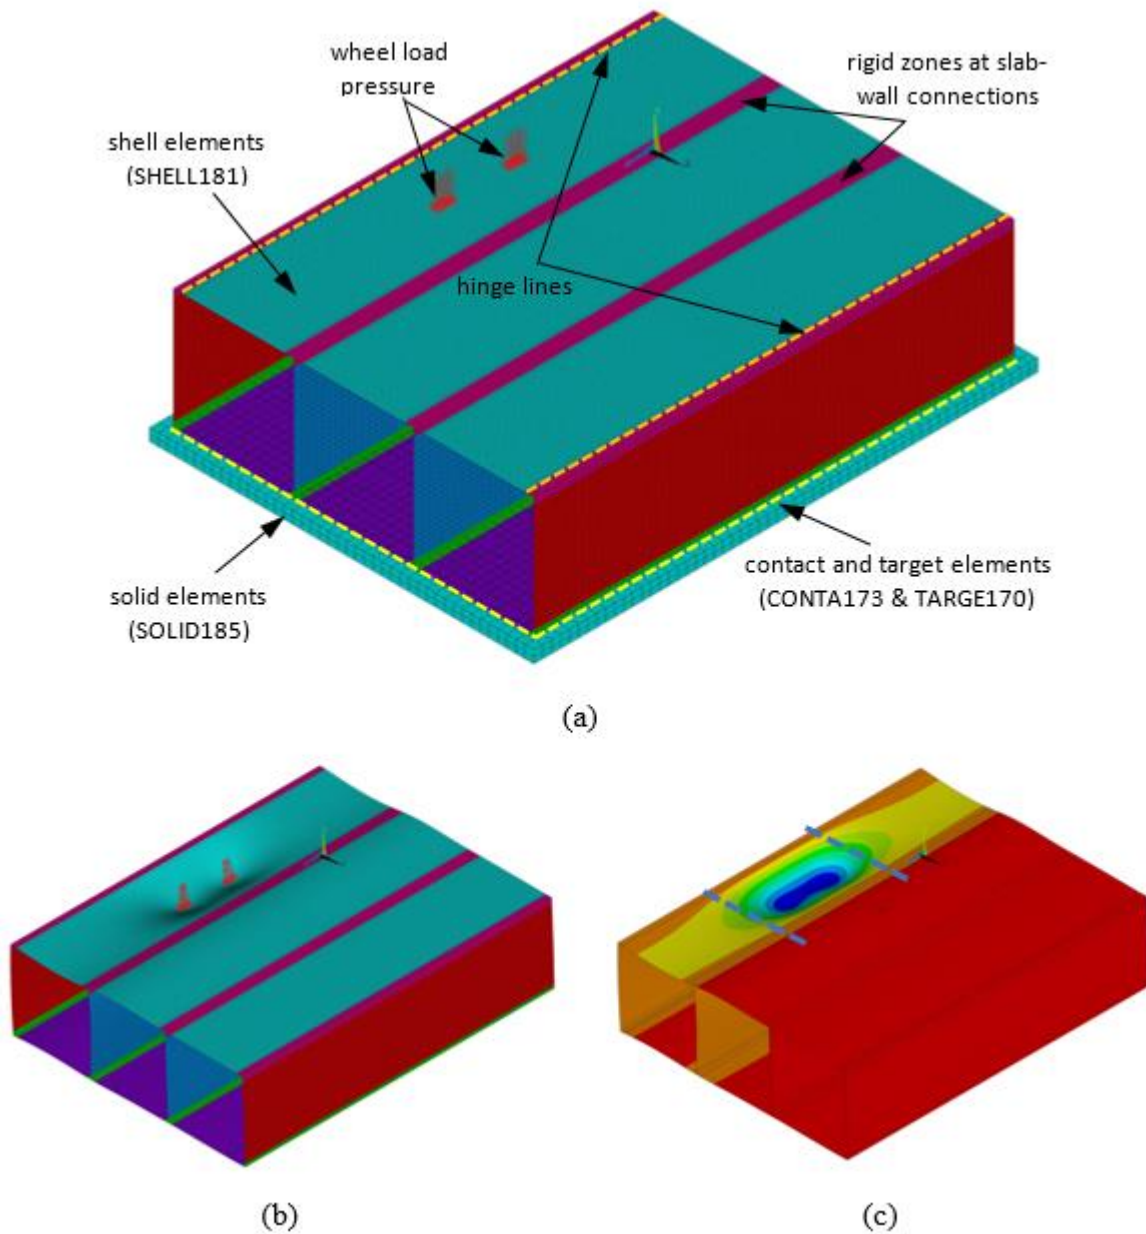 wheel load
pressure
rigid zones at slab-
wall connections
shell elements
(SHELL181)
hinge lines
contact and target elements
(CONTA173 & TARGE170)
solid elements
(SOLID185)
(a)
(b)
(c)